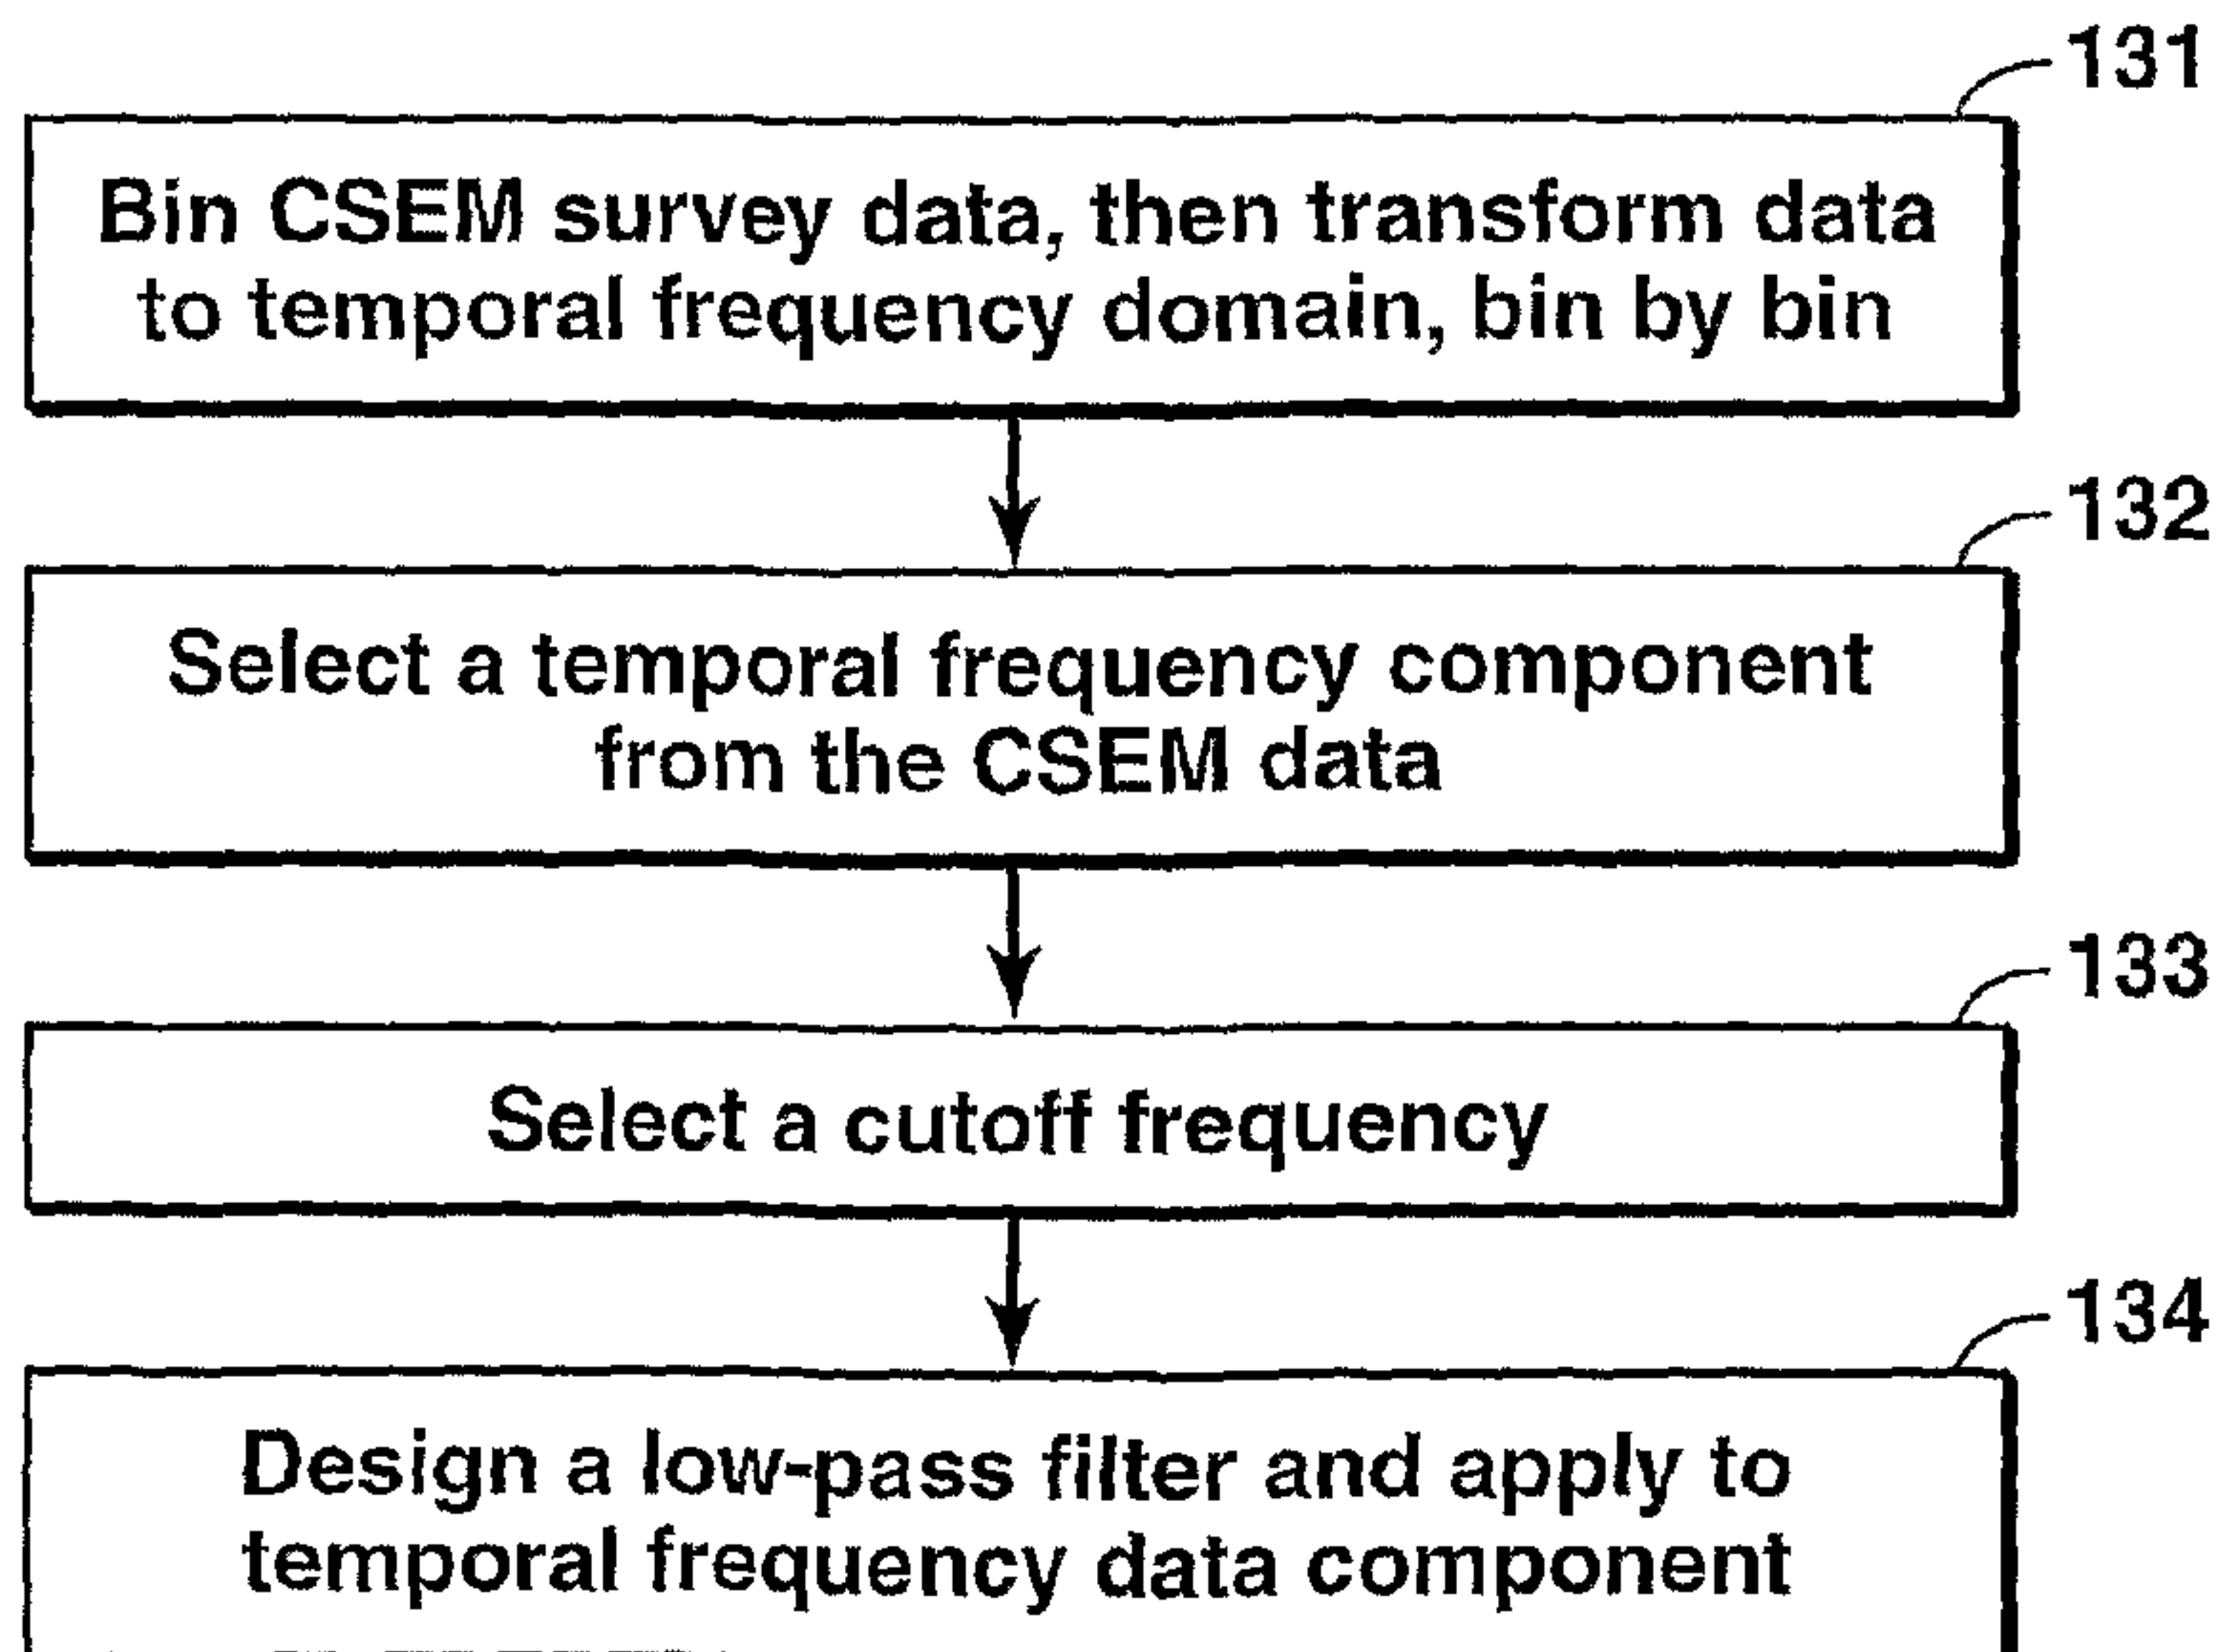 131
Bin CSEM survey data, then transform data
to temporal frequency domain, bin by bin
132
Select a temporal frequency component
from the CSEM data
133
Select a cutoff frequency
134
Design a low-pass filter and apply to
temporal frequency data component